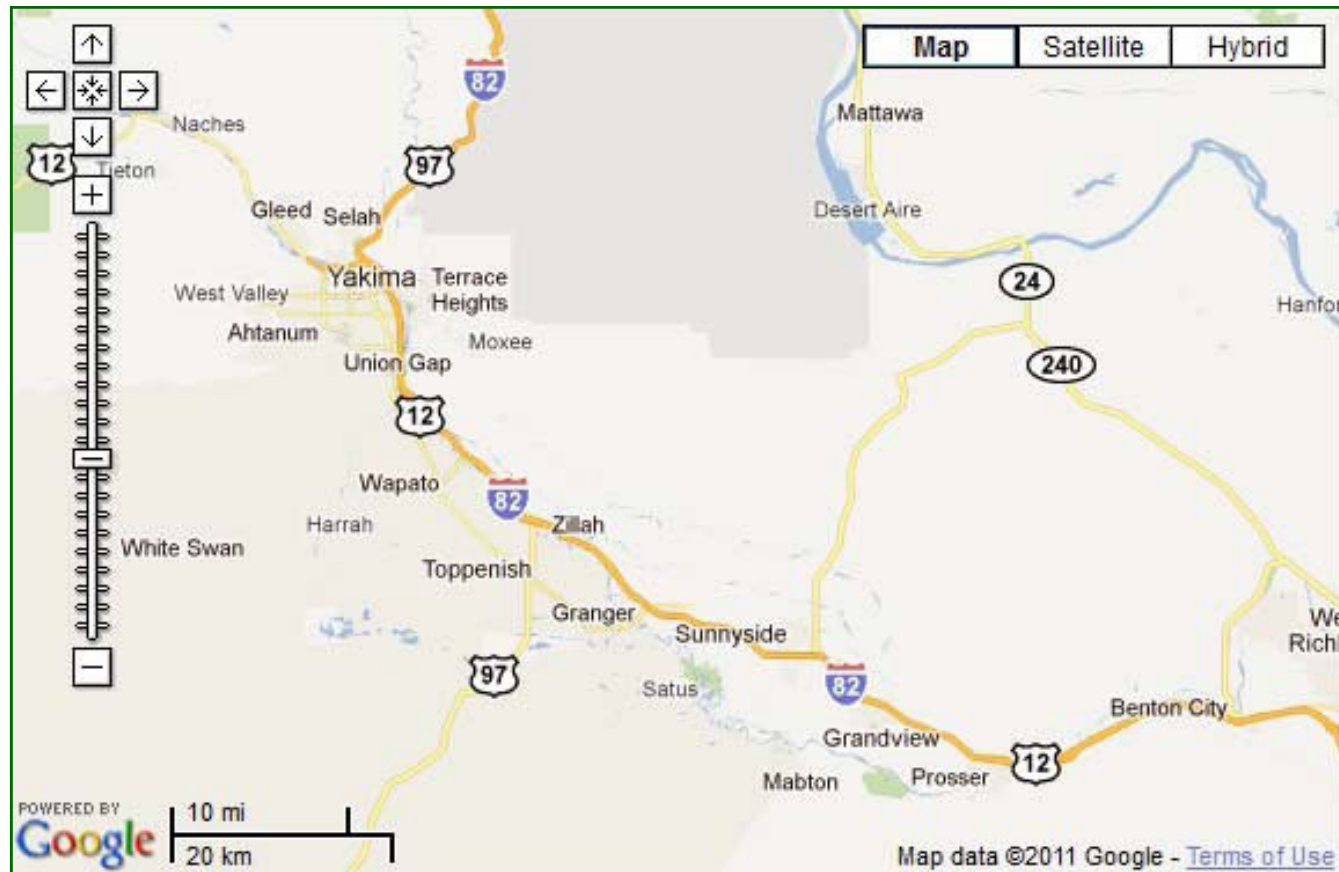 Map
Satellite
Hybrid
82
Mattawa
Naches
12
Tieton
97
Gleed
Selah
Desert Aire
Yakima
Terrace
Heights
24
West Valley
Hanfor
Ahtanum
Moxee
Union Gap
240
12
Wapato
82
Harrah
Zillah
White Swan
Toppenish
Granger
Sunnyside
We
Richl
97
Satus
82
Benton City
Grandview
12
Mabton
Prosser
POWERED BY
Google
10 mi
20 km
Map data ©2011 Google - Terms of Use